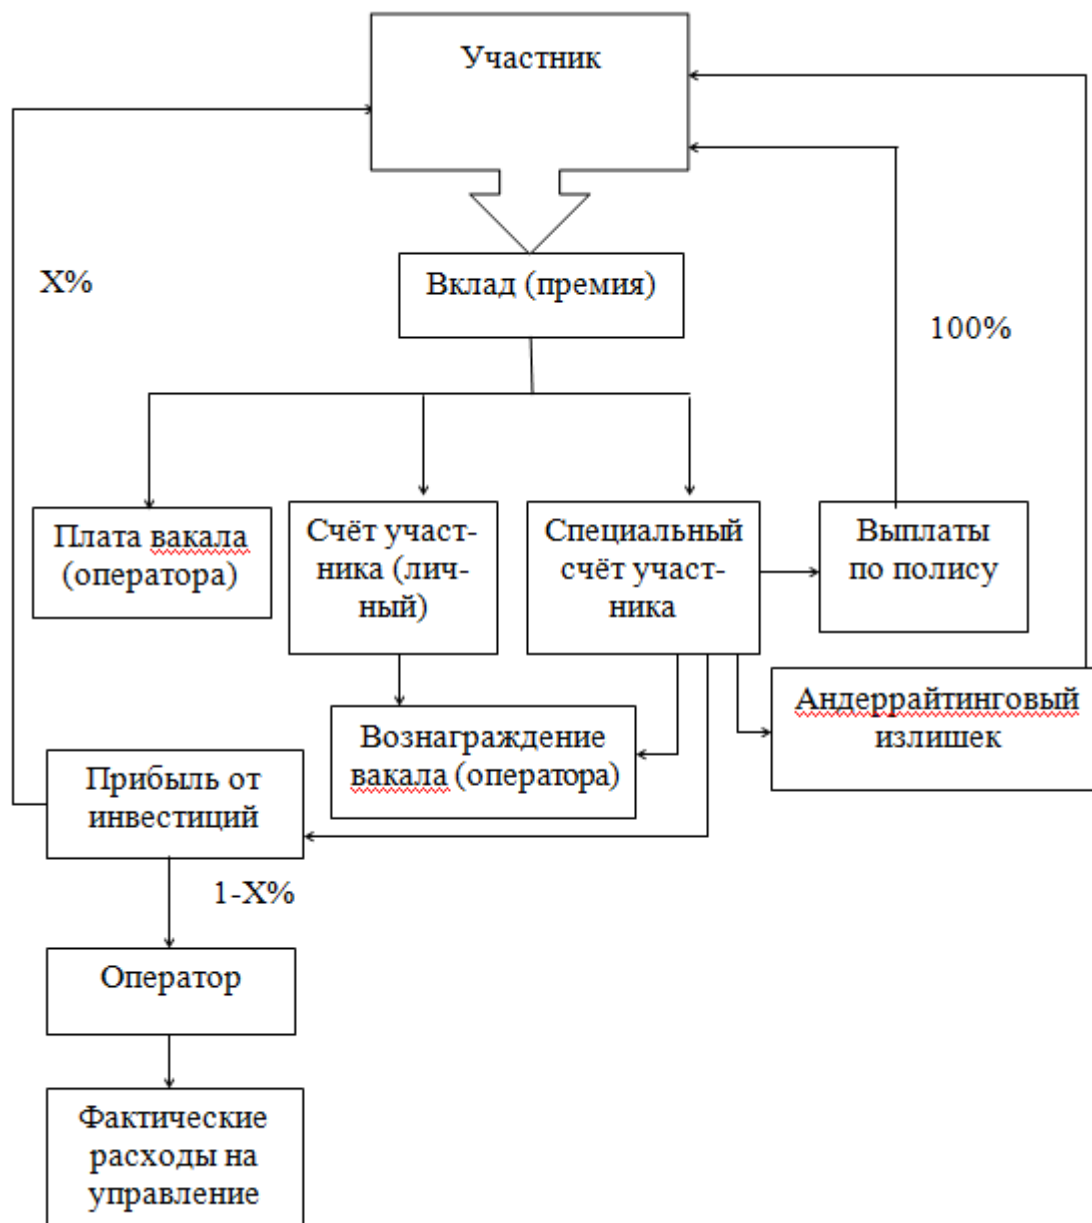 Участник
X%
Вклад (премия)
100%
Плата вакала
(оператора)
Счёт участ-
ника (лич-
ный)
Специальный
счёт участ-
ника
Выплаты
по полису
Вознаграждение
вакала (оператора)
Андеррайтинговый
излишек
Прибыль от
инвестиций
1-X%
Оператор
Фактические
расходы на
управление